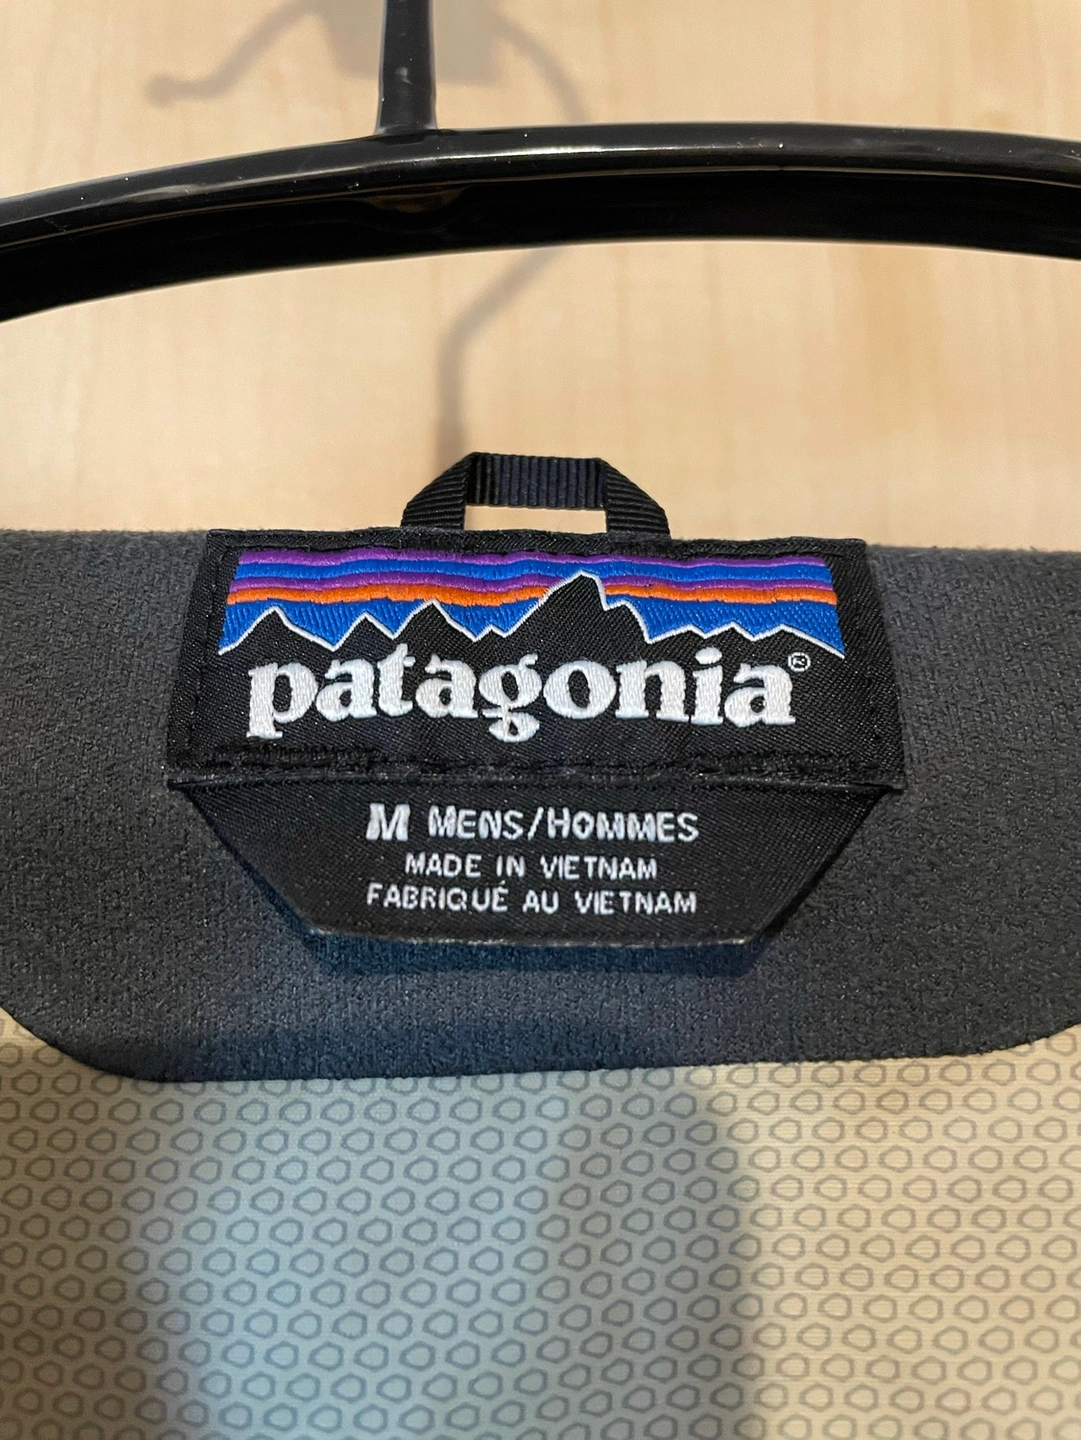 patagonia®
M MENS/HOMMES
MADE IN VIETNAM
FABRIQUÉ AU VIETNAM